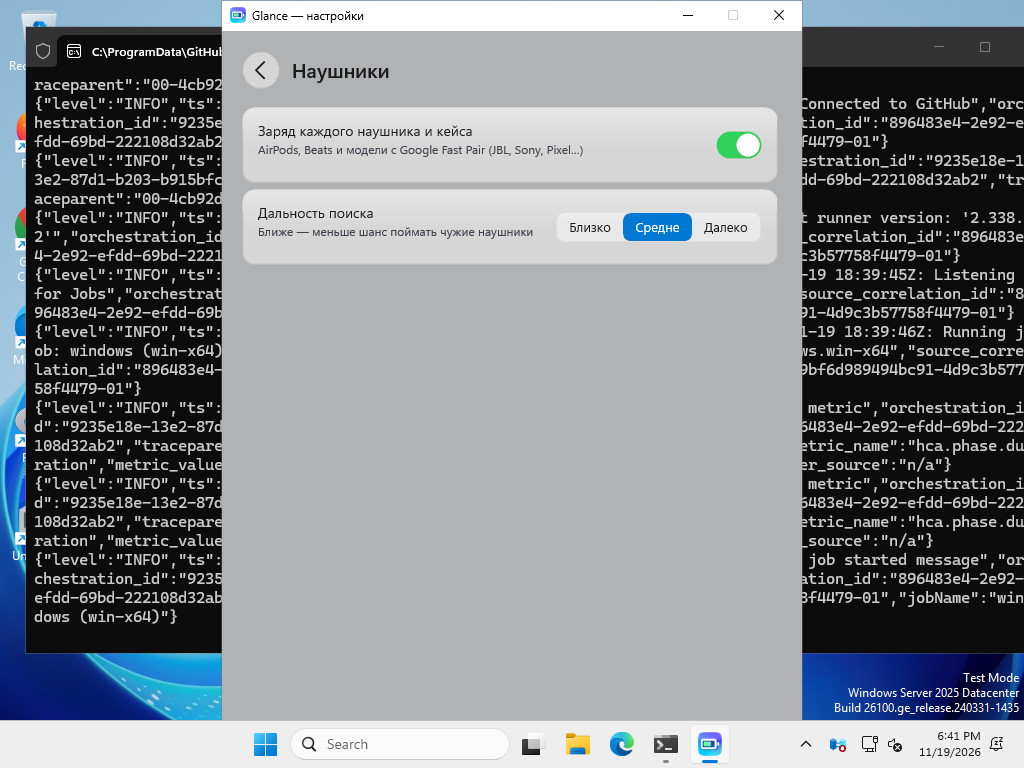 Glance — настройки
Наушники
Заряд каждого наушника и кейса
AirPods, Beats и модели с Google Fast Pair (JBL, Sony, Pixel...)
Дальность поиска
Ближе — меньше шанс поймать чужие наушники
Близко
Средне
Далеко
C:\ProgramData\GitHub
raceparent":"00-4cb92
{"level":"INFO","ts":
Connected to GitHub","orc
hestration_id":"9235e
ion_id":"896483e4-2e92-e
fdd-69bd-222108d32ab2
f4479-01"}
{"level":"INFO","ts":
estration_id":"9235e18e-1
3e2-87d1-b203-b915bfc
dd-69bd-222108d32ab2","tr
aceparent":"00-4cb92d
{"level":"INFO","ts":
t runner version: '2.338.
2'","orchestration_id
_correlation_id":"896483e
4-2e92-efdd-69bd-222
c3b57758f4479-01"}
{"level":"INFO","ts":
-19 18:39:45Z: Listening
for Jobs","orchestrat
source_correlation_id":"8
96483e4-2e92-efdd-69b
91-4d9c3b57758f4479-01"}
{"level":"INFO","ts":
1-19 18:39:46Z: Running j
ob: windows (win-x64)
ws.win-x64","source_corre
lation_id":"896483e4-
9bf6d989494bc91-4d9c3b577
58f4479-01"}
{"level":"INFO","ts":
metric","orchestration_i
d":"9235e18e-13e2-87d
6483e4-2e92-efdd-69bd-222
108d32ab2","tracepare
etric_name":"hca.phase.du
ration","metric_value
er_source":"n/a"}
{"level":"INFO","ts":
metric","orchestration_i
d":"9235e18e-13e2-87d
6483e4-2e92-efdd-69bd-222
108d32ab2","tracepare
etric_name":"hca.phase.du
ration","metric_value
_source":"n/a"}
{"level":"INFO","ts":
job started message","or
chestration_id":"9235
ation_id":"896483e4-2e92-
efdd-69bd-222108d32ab
8f4479-01","jobName":"win
dows (win-x64)"}
Test Mode
Windows Server 2025 Datacenter
Build 26100.ge_release.240331-1435
Search
6:41 PM
11/19/2026